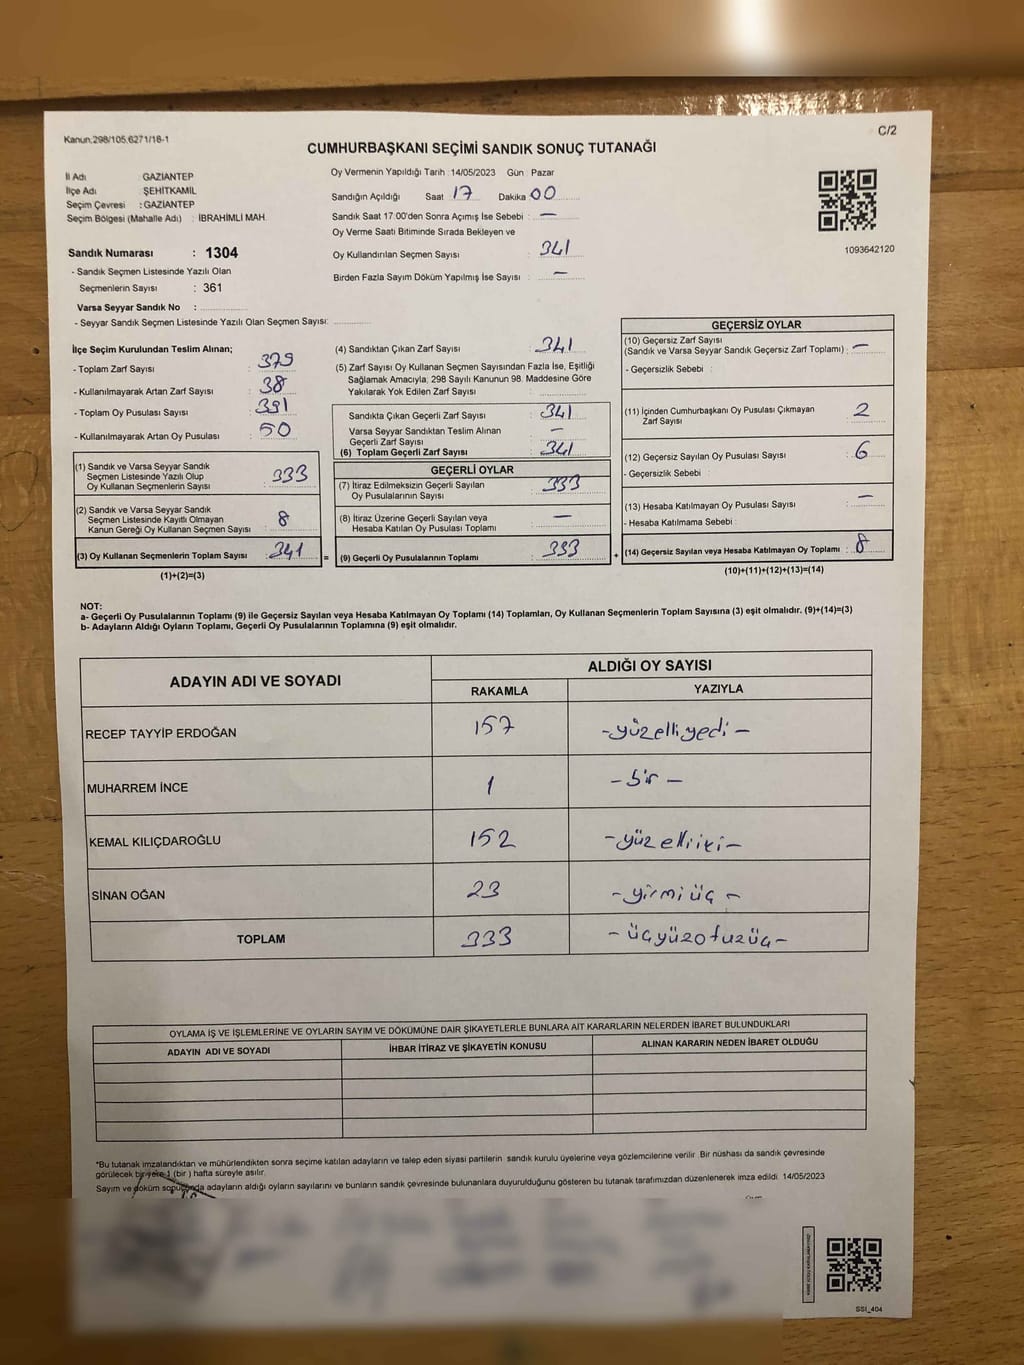 Kanun.298/105,6271/18-1
C/2
CUMHURBAŞKANI SEÇİMİ SANDIK SONUÇ TUTANAĞI
İl Adı : GAZİANTEP
İlçe Adı : ŞEHİTKAMİL
Seçim Çevresi : GAZİANTEP
Seçim Bölgesi (Mahalle Adı) : İBRAHİMLİ MAH.
Sandık Numarası : 1304
- Sandık Seçmen Listesinde Yazılı Olan
Seçmenlerin Sayısı : 361
Varsa Seyyar Sandık No :
- Seyyar Sandık Seçmen Listesinde Yazılı Olan Seçmen Sayısı:
Oy Vermenin Yapıldığı Tarih : 14/05/2023 Gün : Pazar
Sandığın Açıldığı Saat 17 Dakika 00
Sandık Saat 17:00'den Sonra Açımış İse Sebebi : —
Oy Verme Saati Bitiminde Sırada Bekleyen ve
Oy Kullandırılan Seçmen Sayısı : 341
Birden Fazla Sayım Döküm Yapılmış İse Sayısı : —
1093642120
İlçe Seçim Kurulundan Teslim Alınan;
- Toplam Zarf Sayısı : 379
- Kullanılmayarak Artan Zarf Sayısı : 38
- Toplam Oy Pusulası Sayısı : 391
- Kullanılmayarak Artan Oy Pusulası : 50
(1) Sandık ve Varsa Seyyar Sandık
Seçmen Listesinde Yazılı Olup
Oy Kullanan Seçmenlerin Sayısı : 333
(2) Sandık ve Varsa Seyyar Sandık
Seçmen Listesinde Kayıtlı Olmayan
Kanun Gereği Oy Kullanan Seçmen Sayısı : 8
(3) Oy Kullanan Seçmenlerin Toplam Sayısı : 341
(1)+(2)=(3)
(4) Sandıktan Çıkan Zarf Sayısı : 341
(5) Zarf Sayısı Oy Kullanan Seçmen Sayısından Fazla İse, Eşitliği
Sağlamak Amacıyla; 298 Sayılı Kanunun 98. Maddesine Göre
Yakılarak Yok Edilen Zarf Sayısı :
Sandıkta Çıkan Geçerli Zarf Sayısı : 341
Varsa Seyyar Sandıktan Teslim Alınan
Geçerli Zarf Sayısı : —
(6) Toplam Geçerli Zarf Sayısı : 341
GEÇERLİ OYLAR
(7) İtiraz Edilmeksizin Geçerli Sayılan
Oy Pusulalarının Sayısı : 333
(8) İtiraz Üzerine Geçerli Sayılan veya
Hesaba Katılan Oy Pusulası Toplamı : —
= (9) Geçerli Oy Pusulalarının Toplamı : 333
GEÇERSİZ OYLAR
(10) Geçersiz Zarf Sayısı
(Sandık ve Varsa Seyyar Sandık Geçersiz Zarf Toplamı) : —
- Geçersizlik Sebebi :
(11) İçinden Cumhurbaşkanı Oy Pusulası Çıkmayan
Zarf Sayısı : 2
(12) Geçersiz Sayılan Oy Pusulası Sayısı : 6
- Geçersizlik Sebebi :
(13) Hesaba Katılmayan Oy Pusulası Sayısı : —
- Hesaba Katılmama Sebebi :
+ (14) Geçersiz Sayılan veya Hesaba Katılmayan Oy Toplamı : 8
(10)+(11)+(12)+(13)=(14)
NOT:
a- Geçerli Oy Pusulalarının Toplamı (9) ile Geçersiz Sayılan veya Hesaba Katılmayan Oy Toplamı (14) Toplamları, Oy Kullanan Seçmenlerin Toplam Sayısına (3) eşit olmalıdır. (9)+(14)=(3)
b- Adayların Aldığı Oyların Toplamı, Geçerli Oy Pusulalarının Toplamına (9) eşit olmalıdır.
ADAYIN ADI VE SOYADI
ALDIĞI OY SAYISI
RAKAMLA YAZIYLA
RECEP TAYYİP ERDOĞAN 157 -yüzelliyedi-
MUHARREM İNCE 1 -bir-
KEMAL KILIÇDAROĞLU 152 -yüzelliiki-
SİNAN OĞAN 23 -yirmiüç-
TOPLAM 333 -üçyüzotuzüç-
OYLAMA İŞ VE İŞLEMLERİNE VE OYLARIN SAYIM VE DÖKÜMÜNE DAİR ŞİKAYETLERLE BUNLARA AİT KARARLARIN NELERDEN İBARET BULUNDUKLARI
ADAYIN ADI VE SOYADI İHBAR İTİRAZ VE ŞİKAYETİN KONUSU ALINAN KARARIN NEDEN İBARET OLDUĞU
*Bu tutanak imzalandıktan ve mühürlendikten sonra seçime katılan adayların ve talep eden siyasi partilerin sandık kurulu üyelerine veya gözlemcilerine verilir. Bir nüshası da sandık çevresinde
görülecek bir yere 1 (bir ) hafta süreyle asılır.
Sayım ve döküm sonucunda adayların aldığı oyların sayılarını ve bunların sandık çevresinde bulunanlara duyurulduğunu gösteren bu tutanak tarafımızdan düzenlenerek imza edildi. 14/05/2023
SSI_404